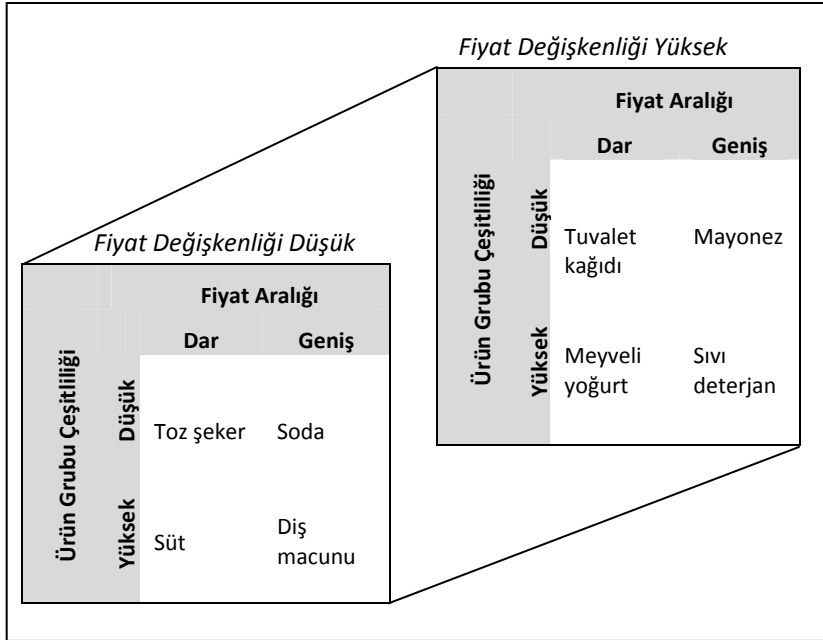 Fiyat Değişkenliği Yüksek
Fiyat Aralığı
Dar Geniş
Ürün Grubu Çeşitliliği
Düşük
Tuvalet Mayonez
kağıdı
Yüksek
Meyveli Sıvı
yoğurt deterjan
Fiyat Değişkenliği Düşük
Fiyat Aralığı
Dar Geniş
Ürün Grubu Çeşitliliği
Düşük
Toz şeker Soda
Yüksek
Süt Diş
macunu